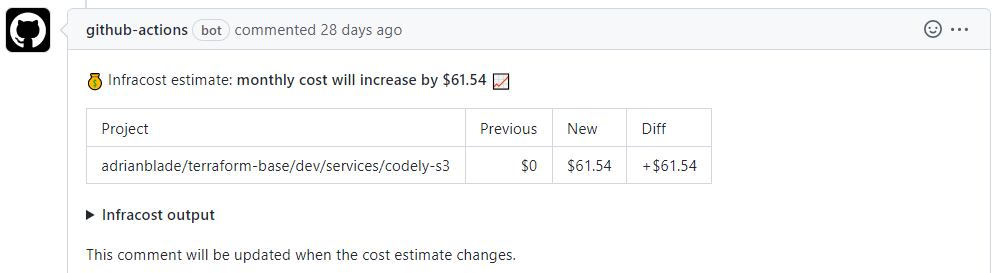 github-actions bot commented 28 days ago
💰 Infracost estimate: monthly cost will increase by $61.54 📈
Project Previous New Diff
adrianblade/terraform-base/dev/services/codely-s3 $0 $61.54 +$61.54
▶ Infracost output
This comment will be updated when the cost estimate changes.